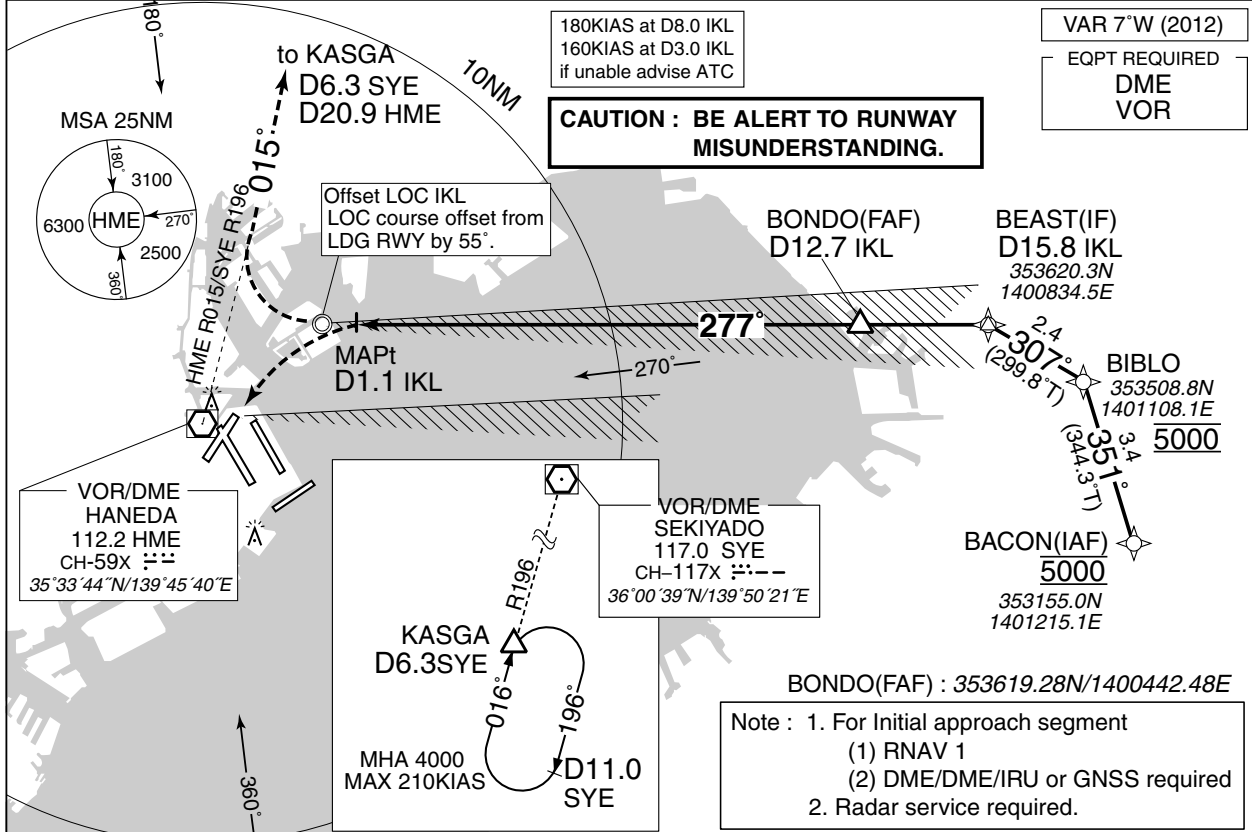 180°
to KASGA
D6.3 SYE
D20.9 HME
10NM
180KIAS at D8.0 IKL
160KIAS at D3.0 IKL
if unable advise ATC
CAUTION : BE ALERT TO RUNWAY
MISUNDERSTANDING.
VAR 7°W (2012)
EQPT REQUIRED
DME
VOR
MSA 25NM
180°
3100
HME
270°
6300
2500
360°
015°
HME R015/SYE R196
Offset LOC IKL
LOC course offset from
LDG RWY by 55°.
BONDO(FAF)
D12.7 IKL
BEAST(IF)
D15.8 IKL
353620.3N
1400834.5E
277°
MAPt
D1.1 IKL
270°
2.4
307°
(299.8°T)
BIBLO
353508.8N
1401108.1E
5000
3.4
351°
(344.3°T)
BACON(IAF)
5000
353155.0N
1401215.1E
VOR/DME
HANEDA
112.2 HME
CH-59X
35°33´44˝N/139°45´40˝E
VOR/DME
SEKIYADO
117.0 SYE
CH–117X
36°00´39˝N/139°50´21˝E
R196
KASGA
D6.3SYE
016°
196°
MHA 4000
MAX 210KIAS
D11.0
SYE
360°
BONDO(FAF) : 353619.28N/1400442.48E
Note : 1. For Initial approach segment
(1) RNAV 1
(2) DME/DME/IRU or GNSS required
2. Radar service required.